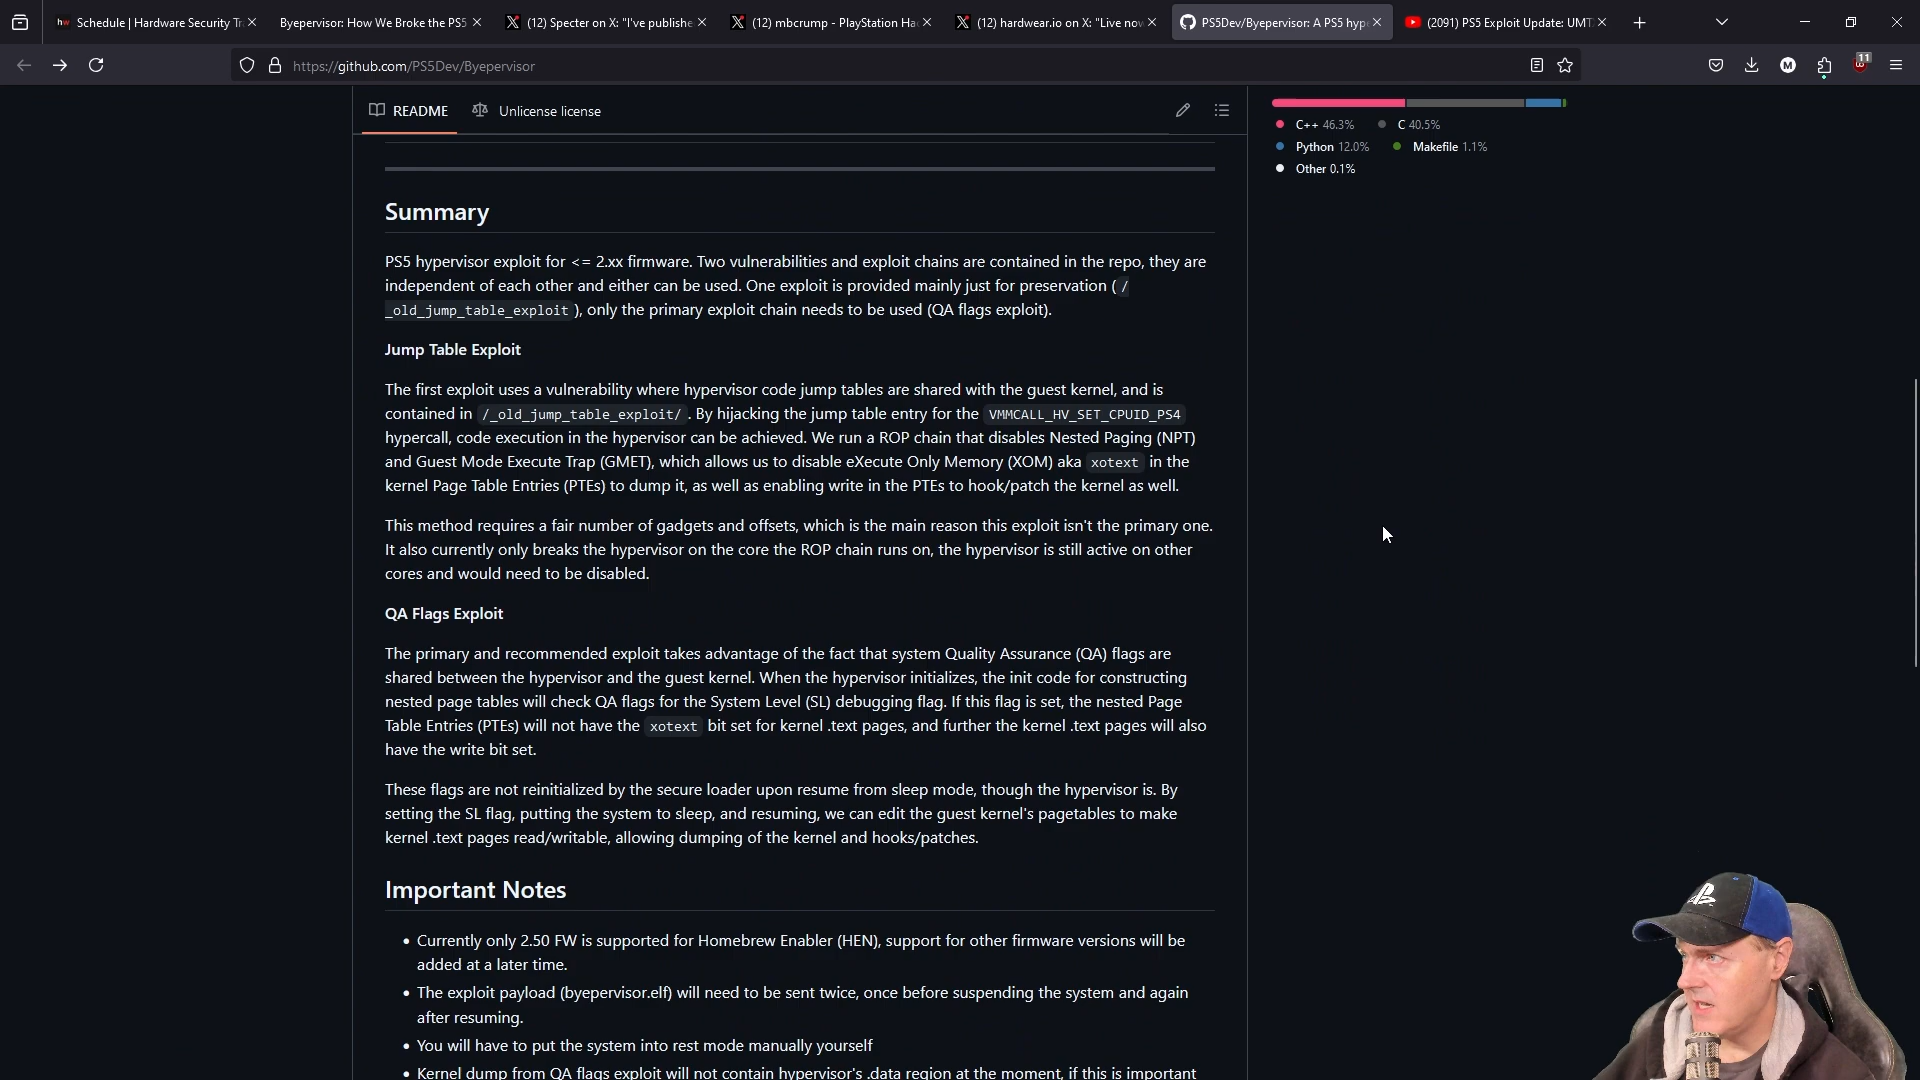 Schedule | Hardware Security Tr
Byepervisor: How We Broke the PS5
(12) Specter on X: "I've publishe
(12) mbcrump - PlayStation Hac
(12) hardwear.io on X: "Live now
PS5Dev/Byepervisor: A PS5 hype
(2091) PS5 Exploit Update: UMT
https://github.com/PS5Dev/Byepervisor
M
11
README
Unlicense license
C++ 46.3%
C 40.5%
Python 12.0%
Makefile 1.1%
Other 0.1%
Summary
PS5 hypervisor exploit for <= 2.xx firmware. Two vulnerabilities and exploit chains are contained in the repo, they are
independent of each other and either can be used. One exploit is provided mainly just for preservation ( /
_old_jump_table_exploit ), only the primary exploit chain needs to be used (QA flags exploit).
Jump Table Exploit
The first exploit uses a vulnerability where hypervisor code jump tables are shared with the guest kernel, and is
contained in /_old_jump_table_exploit/ . By hijacking the jump table entry for the VMMCALL_HV_SET_CPUID_PS4
hypercall, code execution in the hypervisor can be achieved. We run a ROP chain that disables Nested Paging (NPT)
and Guest Mode Execute Trap (GMET), which allows us to disable eXecute Only Memory (XOM) aka xotext in the
kernel Page Table Entries (PTEs) to dump it, as well as enabling write in the PTEs to hook/patch the kernel as well.
This method requires a fair number of gadgets and offsets, which is the main reason this exploit isn't the primary one.
It also currently only breaks the hypervisor on the core the ROP chain runs on, the hypervisor is still active on other
cores and would need to be disabled.
QA Flags Exploit
The primary and recommended exploit takes advantage of the fact that system Quality Assurance (QA) flags are
shared between the hypervisor and the guest kernel. When the hypervisor initializes, the init code for constructing
nested page tables will check QA flags for the System Level (SL) debugging flag. If this flag is set, the nested Page
Table Entries (PTEs) will not have the xotext bit set for kernel .text pages, and further the kernel .text pages will also
have the write bit set.
These flags are not reinitialized by the secure loader upon resume from sleep mode, though the hypervisor is. By
setting the SL flag, putting the system to sleep, and resuming, we can edit the guest kernel's pagetables to make
kernel .text pages read/writable, allowing dumping of the kernel and hooks/patches.
Important Notes
• Currently only 2.50 FW is supported for Homebrew Enabler (HEN), support for other firmware versions will be
added at a later time.
• The exploit payload (byepervisor.elf) will need to be sent twice, once before suspending the system and again
after resuming.
• You will have to put the system into rest mode manually yourself
• Kernel dump from QA flags exploit will not contain hypervisor's .data region at the moment, if this is important